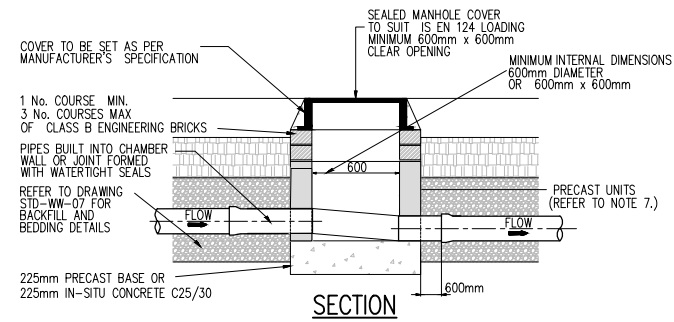 SEALED MANHOLE COVER
TO SUIT IS EN 124 LOADING
MINIMUM 600mm x 600mm
CLEAR OPENING
COVER TO BE SET AS PER
MANUFACTURER'S SPECIFICATION
MINIMUM INTERNAL DIMENSIONS
600mm DIAMETER
OR 600mm x 600mm
1 No. COURSE MIN.
3 No. COURSES MAX
OF CLASS B ENGINEERING BRICKS
PIPES BUILT INTO CHAMBER
WALL OR JOINT FORMED
WITH WATERTIGHT SEALS
600
REFER TO DRAWING
STD-WW-07 FOR
BACKFILL AND
BEDDING DETAILS
PRECAST UNITS
(REFER TO NOTE 7.)
FLOW
FLOW
225mm PRECAST BASE OR
225mm IN-SITU CONCRETE C25/30
600mm
SECTION